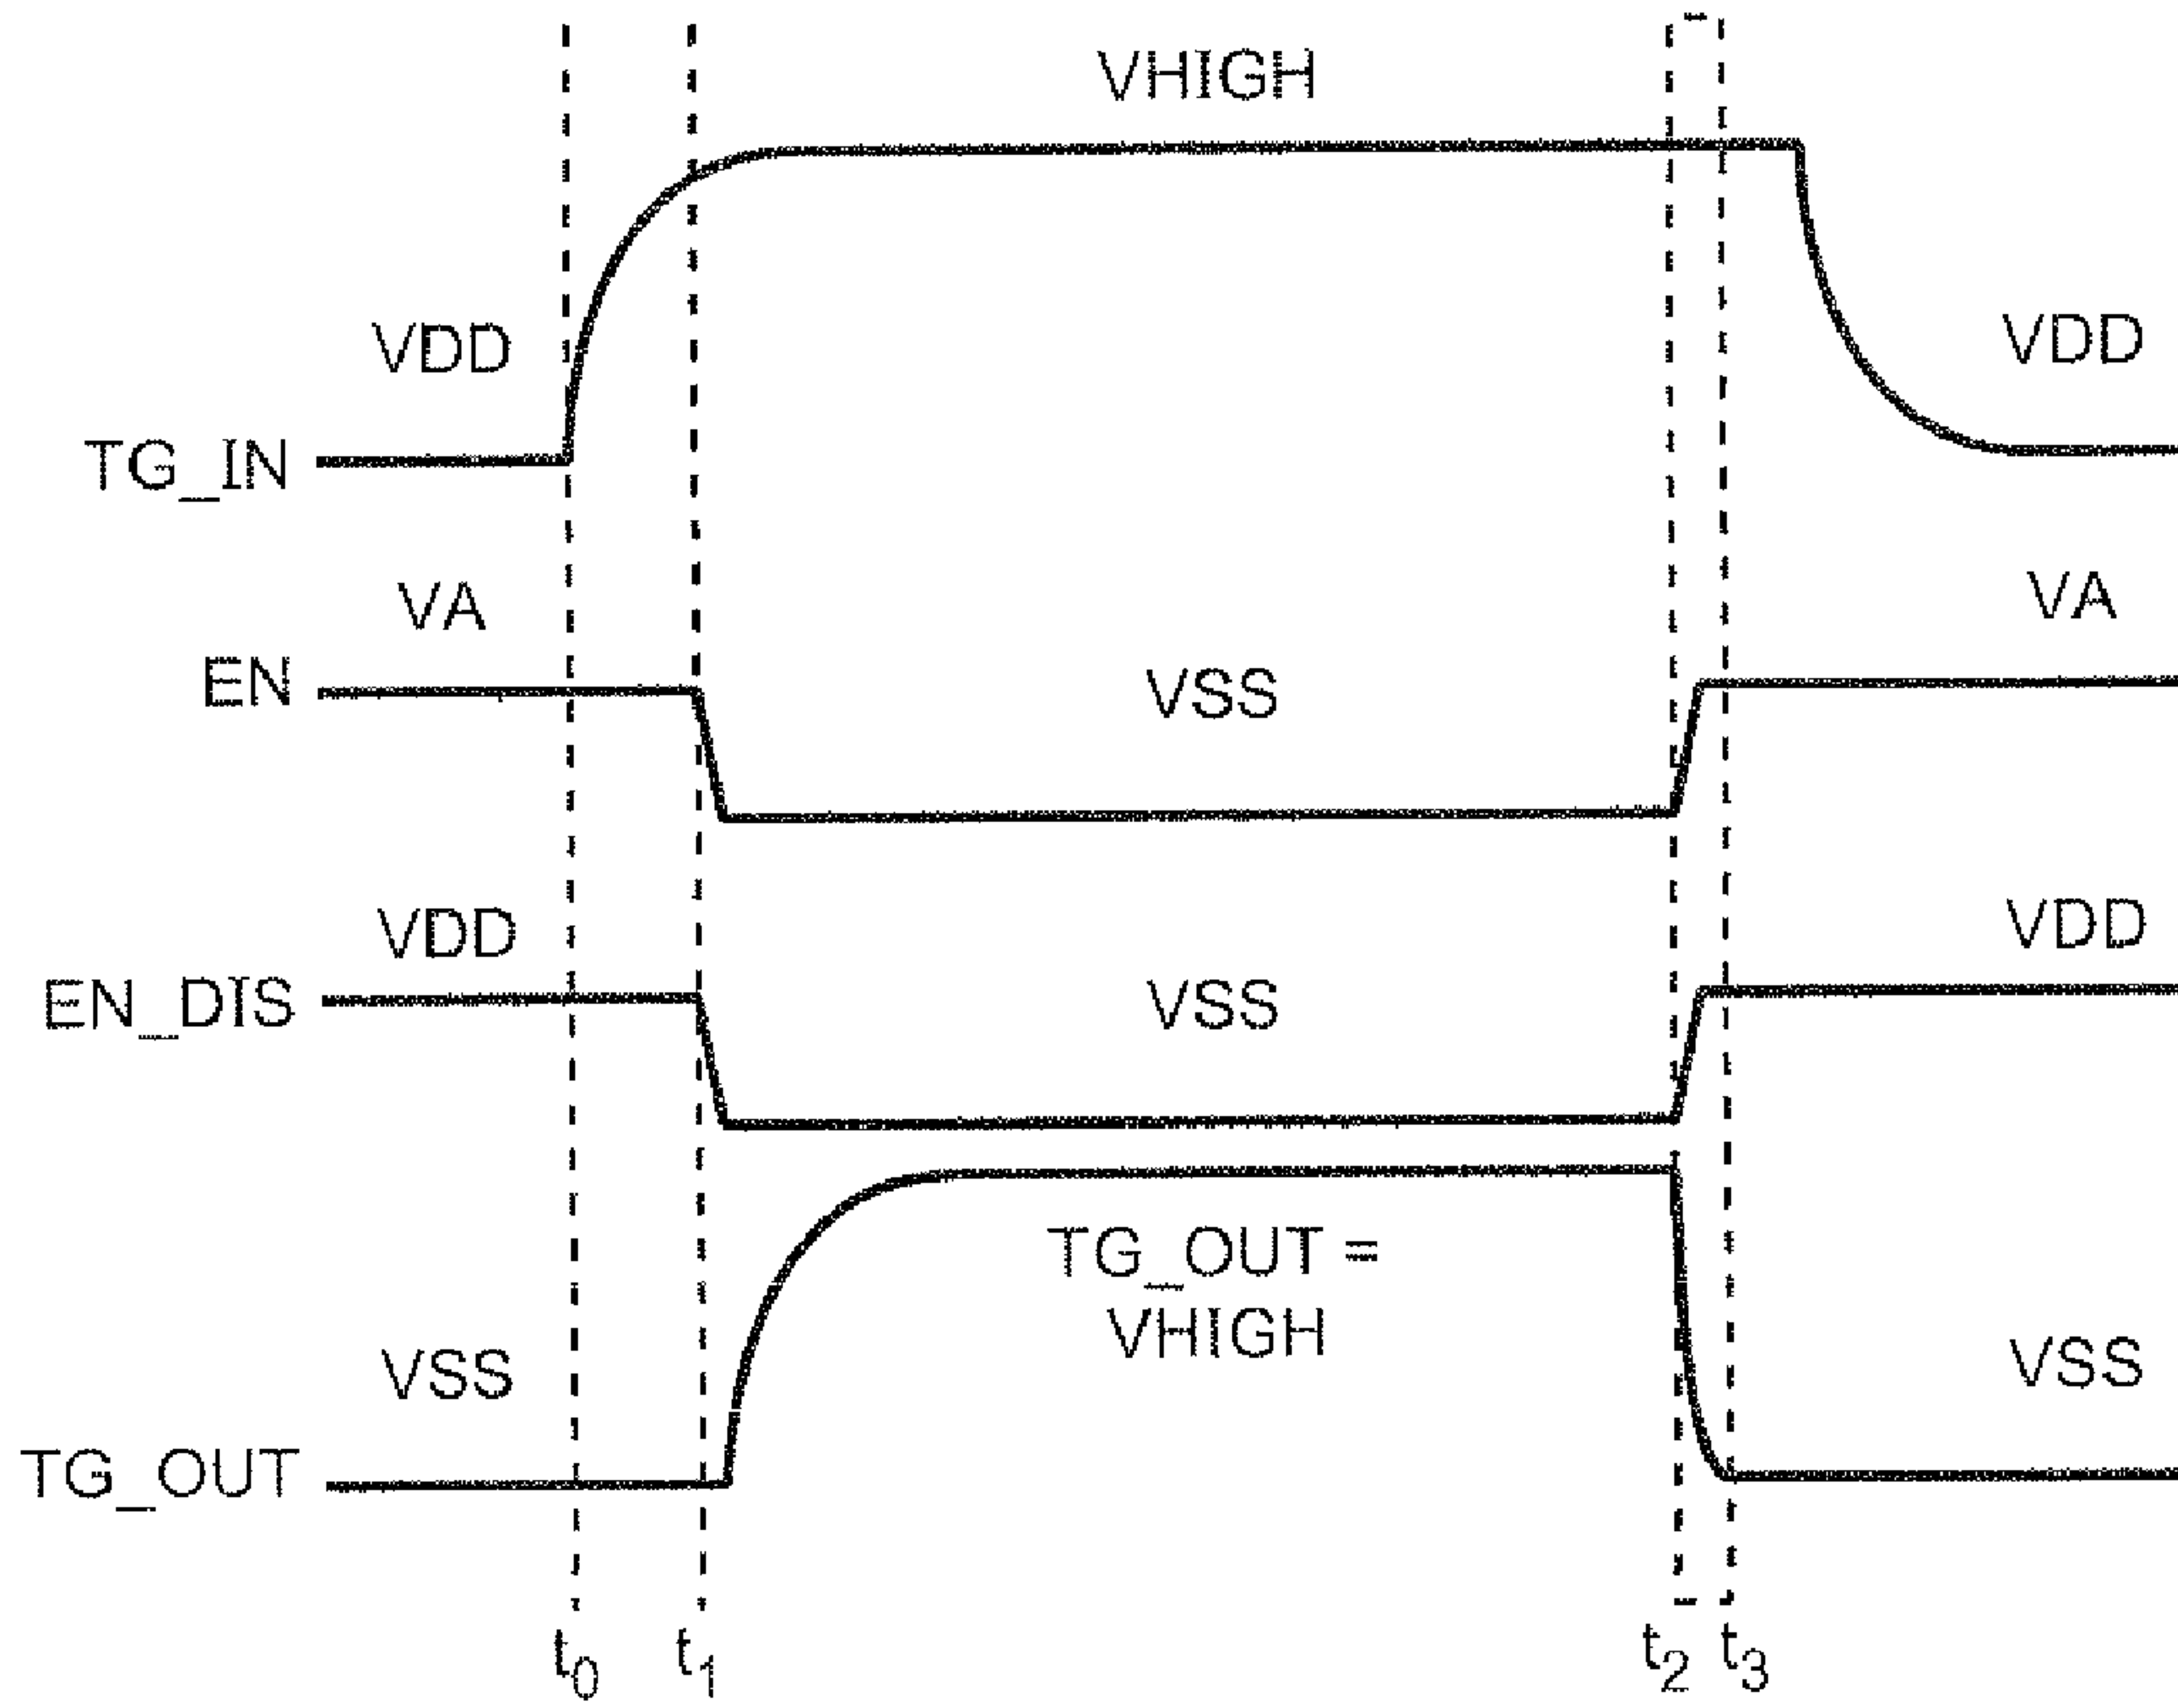 VHIGH
VDD
VDD
TG_IN
VA
VA
EN
VSS
VDD
VDD
EN_DIS
VSS
TG_OUT =
VHIGH
VSS
VSS
TG_OUT
t0 t1 t2 t3